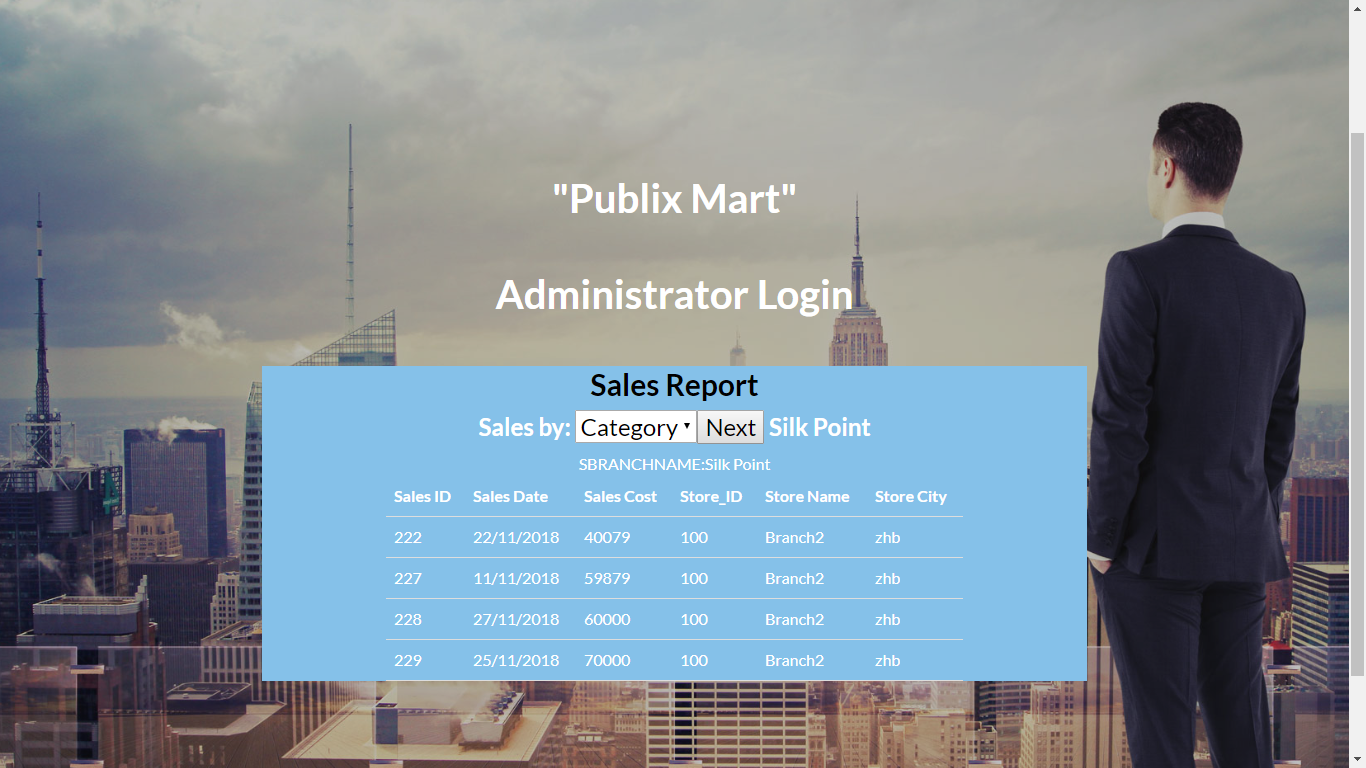 "Publix Mart"
Administrator Login
Sales Report
Sales by: Category Next Silk Point
SBRANCHNAME:Silk Point
Sales ID Sales Date Sales Cost Store_ID Store Name Store City
222 22/11/2018 40079 100 Branch2 zhb
227 11/11/2018 59879 100 Branch2 zhb
228 27/11/2018 60000 100 Branch2 zhb
229 25/11/2018 70000 100 Branch2 zhb